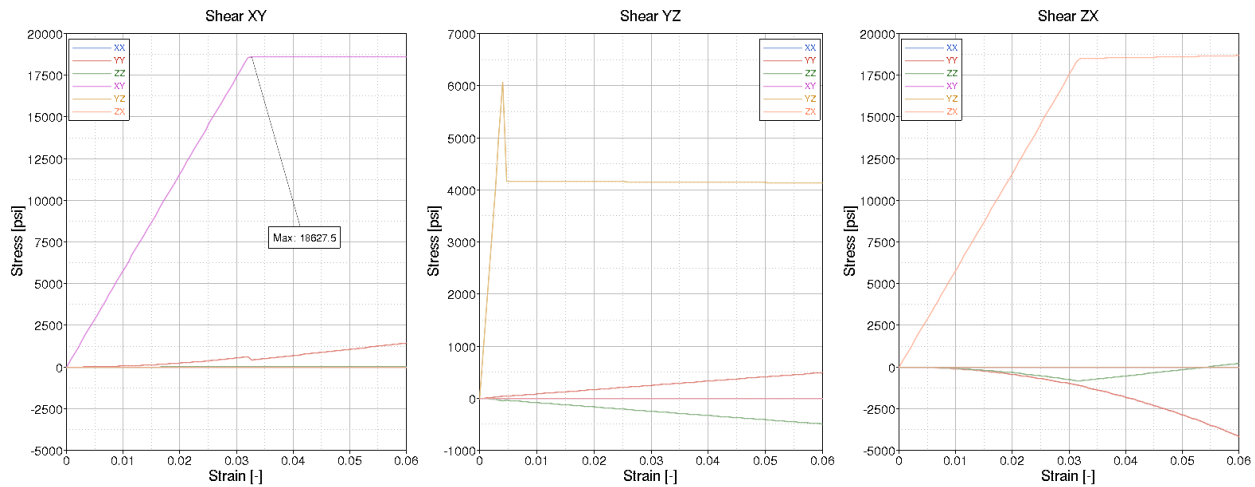 Shear XY
20000
17500
15000
12500
10000
7500
5000
2500
0
-2500
-5000
Stress [psi]
XX
YY
ZZ
XY
YZ
ZX
Max: 18627.5
0 0.01 0.02 0.03 0.04 0.05 0.06
Strain [-]
Shear YZ
7000
6000
5000
4000
3000
2000
1000
0
-1000
Stress [psi]
XX
YY
ZZ
XY
YZ
ZX
0 0.01 0.02 0.03 0.04 0.05 0.06
Strain [-]
Shear ZX
20000
17500
15000
12500
10000
7500
5000
2500
0
-2500
-5000
Stress [psi]
XX
YY
ZZ
XY
YZ
ZX
0 0.01 0.02 0.03 0.04 0.05 0.06
Strain [-]